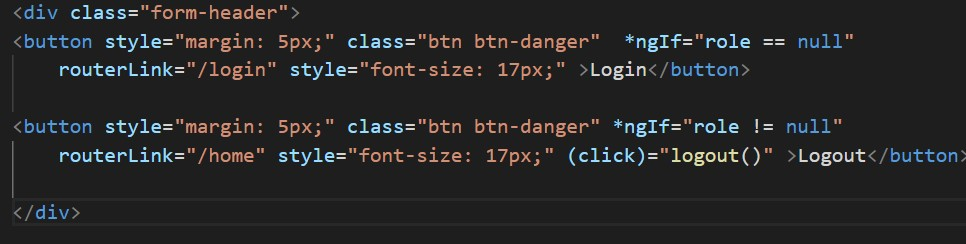 <div class="form-header">
<button style="margin: 5px;" class="btn btn-danger"  *ngIf="role == null"
routerLink="/login" style="font-size: 17px;" >Login</button>
<button style="margin: 5px;" class="btn btn-danger" *ngIf="role != null"
routerLink="/home" style="font-size: 17px;" (click)="logout()" >Logout</button>
</div>